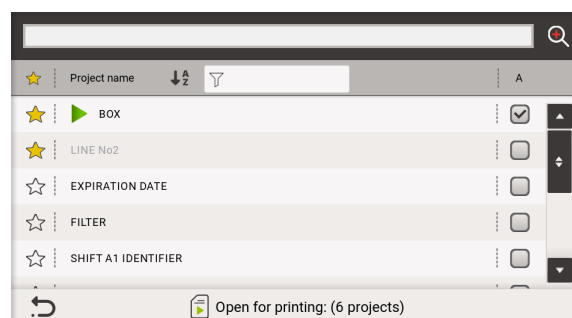 Project name A Z A
BOX
LINE No2
EXPIRATION DATE
FILTER
SHIFT A1 IDENTIFIER
Open for printing: (6 projects)